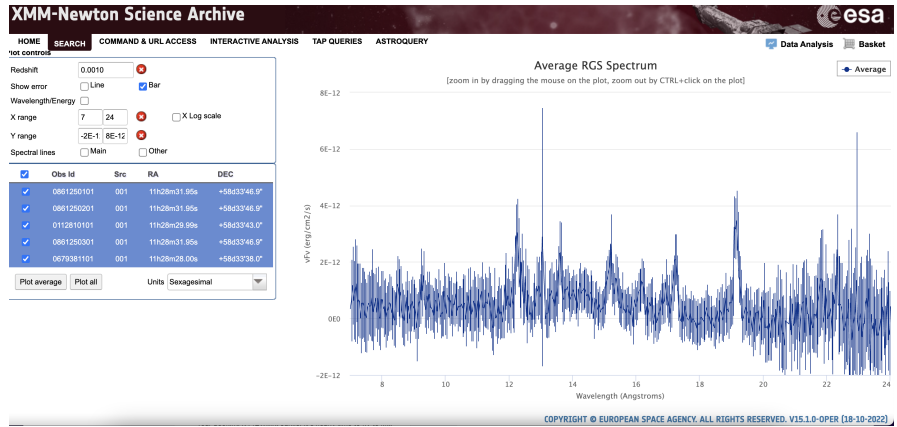 XMM-Newton Science Archive
esa
HOME SEARCH COMMAND & URL ACCESS INTERACTIVE ANALYSIS TAP QUERIES ASTROQUERY
Data Analysis Basket
Plot controls
Redshift 0.0010
Show error Line Bar
Wavelength/Energy
X range 7 24 X Log scale
Y range -2E-1 8E-12
Spectral lines Main Other
Obs Id Src RA DEC
0861250101 001 11h28m31.95s +58d33'46.9"
0861250201 001 11h28m31.95s +58d33'46.9"
0112810101 001 11h28m29.99s +58d33'43.0"
0861250301 001 11h28m31.95s +58d33'46.9"
0679381101 001 11h28m28.00s +58d33'38.0"
Plot average Plot all Units Sexagesimal
Average RGS Spectrum
[zoom in by dragging the mouse on the plot, zoom out by CTRL+click on the plot]
Average
vFv (erg/cm2/s)
8E-12
6E-12
4E-12
2E-12
0E0
-2E-12
8 10 12 14 16 18 20 22 24
Wavelength (Angstroms)
COPYRIGHT © EUROPEAN SPACE AGENCY. ALL RIGHTS RESERVED. V15.1.0-OPER (18-10-2022)